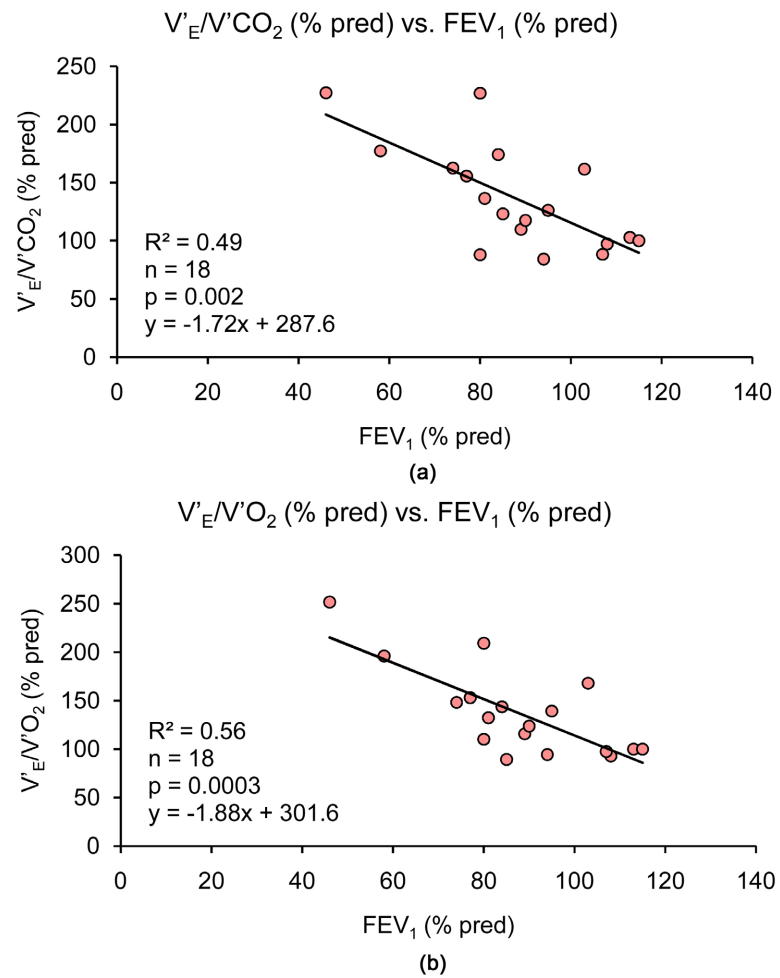 V’E/V’CO2 (% pred) vs. FEV1 (% pred)
250
200
150
100
50
0
V’E/V’CO2 (% pred)
R² = 0.49
n = 18
p = 0.002
y = -1.72x + 287.6
0 20 40 60 80 100 120 140
FEV1 (% pred)
(a)
V’E/V’O2 (% pred) vs. FEV1 (% pred)
300
250
200
150
100
50
0
V’E/V’O2 (% pred)
R² = 0.56
n = 18
p = 0.0003
y = -1.88x + 301.6
0 20 40 60 80 100 120 140
FEV1 (% pred)
(b)